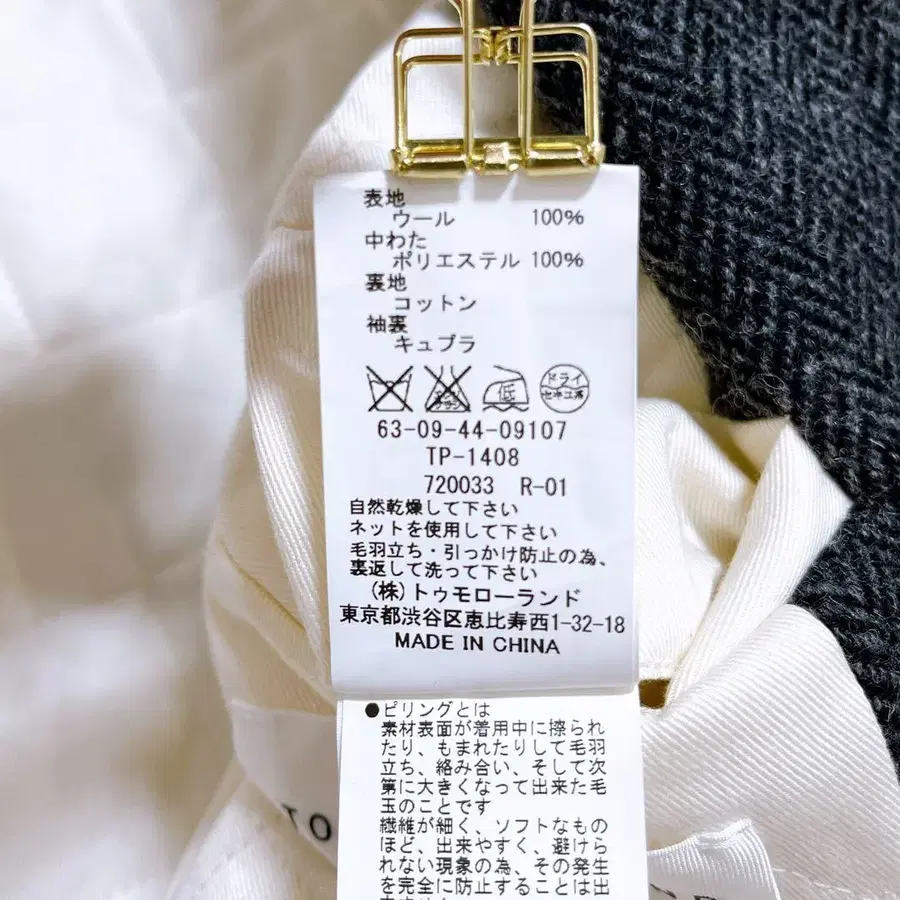 表地
ウール 100%
中わた
ポリエステル 100%
裏地
コットン
袖裏
キュプラ
低
ドライ
セキユ系
63-09-44-09107
TP-1408
720033 R-01
自然乾燥して下さい
ネットを使用して下さい
毛羽立ち・引っかけ防止の為、
裏返して洗って下さい
(株)トゥモローランド
東京都渋谷区恵比寿西1-32-18
MADE IN CHINA
●ピリングとは
素材表面が着用中に擦られ
たり、もまれたりして毛羽
立ち、絡み合い、そして次
第に大きくなって出来た毛
玉のことです
繊維が細く、ソフトなもの
ほど、出来やすく、避けら
れない現象の為、その発生
を完全に防止することは出
TO